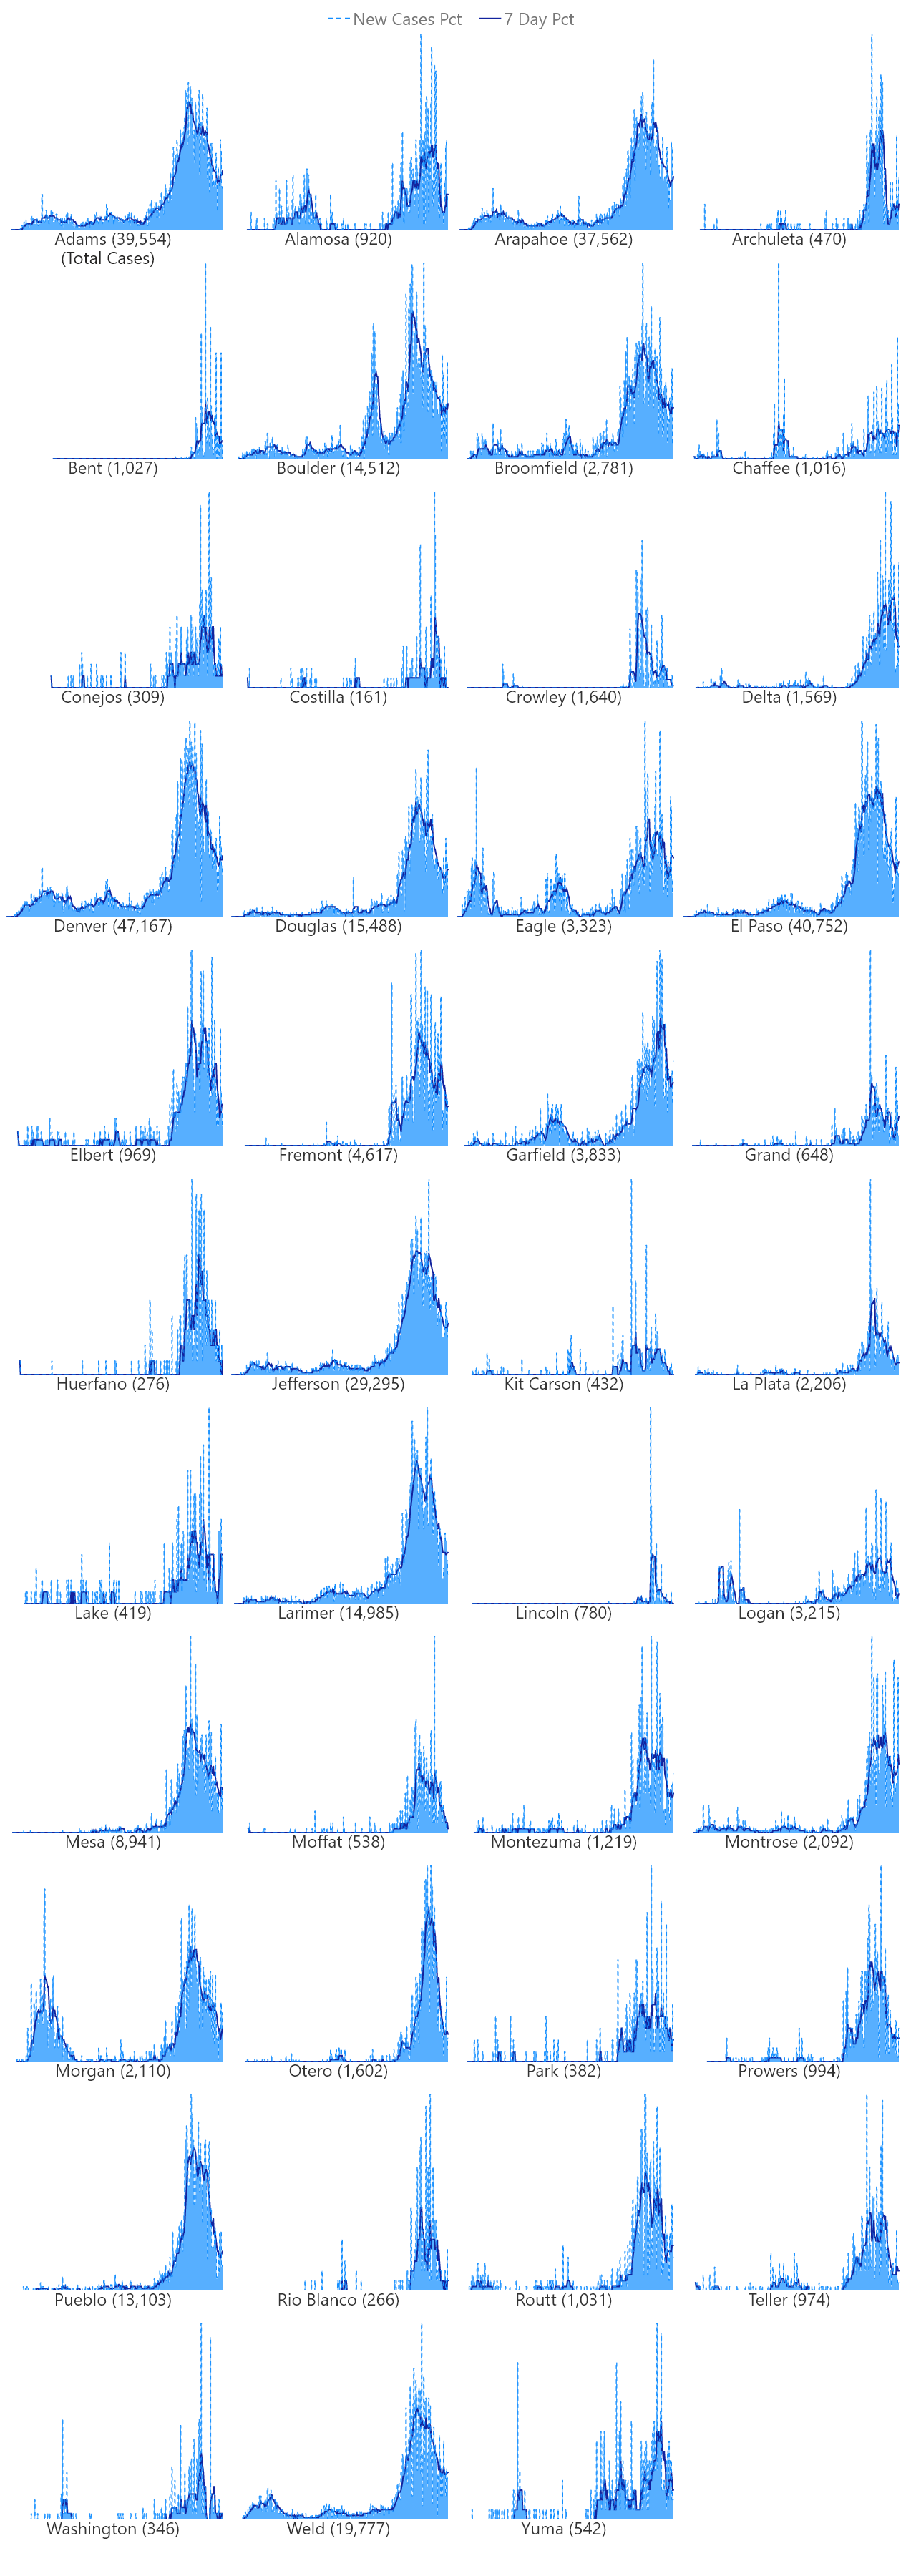 New Cases Pct 7 Day Pct
Adams (39,554) Alamosa (920) Arapahoe (37,562) Archuleta (470)
(Total Cases)
Bent (1,027) Boulder (14,512) Broomfield (2,781) Chaffee (1,016)
Conejos (309) Costilla (161) Crowley (1,640) Delta (1,569)
Denver (47,167) Douglas (15,488) Eagle (3,323) El Paso (40,752)
Elbert (969) Fremont (4,617) Garfield (3,833) Grand (648)
Huerfano (276) Jefferson (29,295) Kit Carson (432) La Plata (2,206)
Lake (419) Larimer (14,985) Lincoln (780) Logan (3,215)
Mesa (8,941) Moffat (538) Montezuma (1,219) Montrose (2,092)
Morgan (2,110) Otero (1,602) Park (382) Prowers (994)
Pueblo (13,103) Rio Blanco (266) Routt (1,031) Teller (974)
Washington (346) Weld (19,777) Yuma (542)